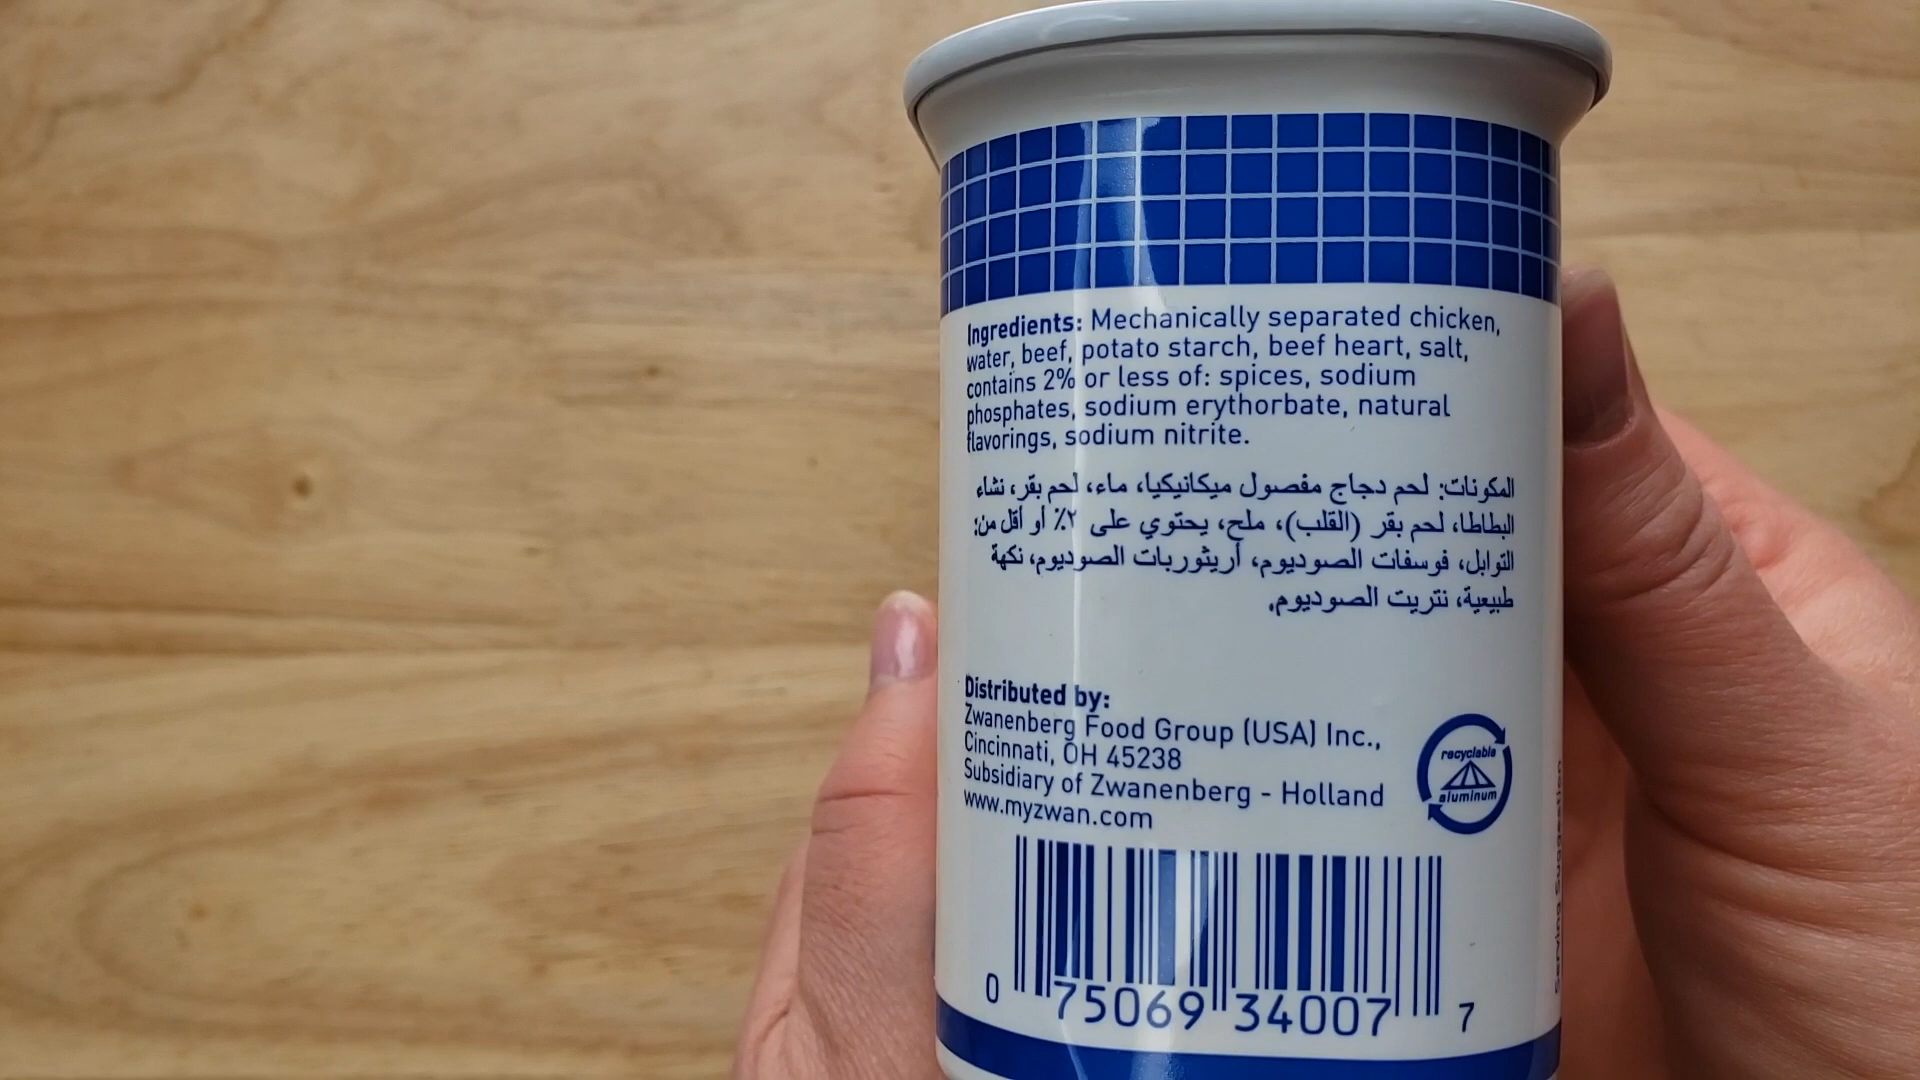 Ingredients: Mechanically separated chicken,
water, beef, potato starch, beef heart, salt,
contains 2% or less of: spices, sodium
phosphates, sodium erythorbate, natural
flavorings, sodium nitrite.
المكونات: لحم دجاج مفصول ميكانيكيا، ماء، لحم بقر، نشاء
البطاطا، لحم بقر (القلب)، ملح، يحتوي على ٢٪ أو أقل من:
التوابل، فوسفات الصوديوم، أريثوربات الصوديوم، نكهة
طبيعية، نتريت الصوديوم.
Distributed by:
Zwanenberg Food Group (USA) Inc.,
Cincinnati, OH 45238
Subsidiary of Zwanenberg - Holland
www.myzwan.com
recyclable
aluminum
0 75069 34007 7
Serving Suggestion